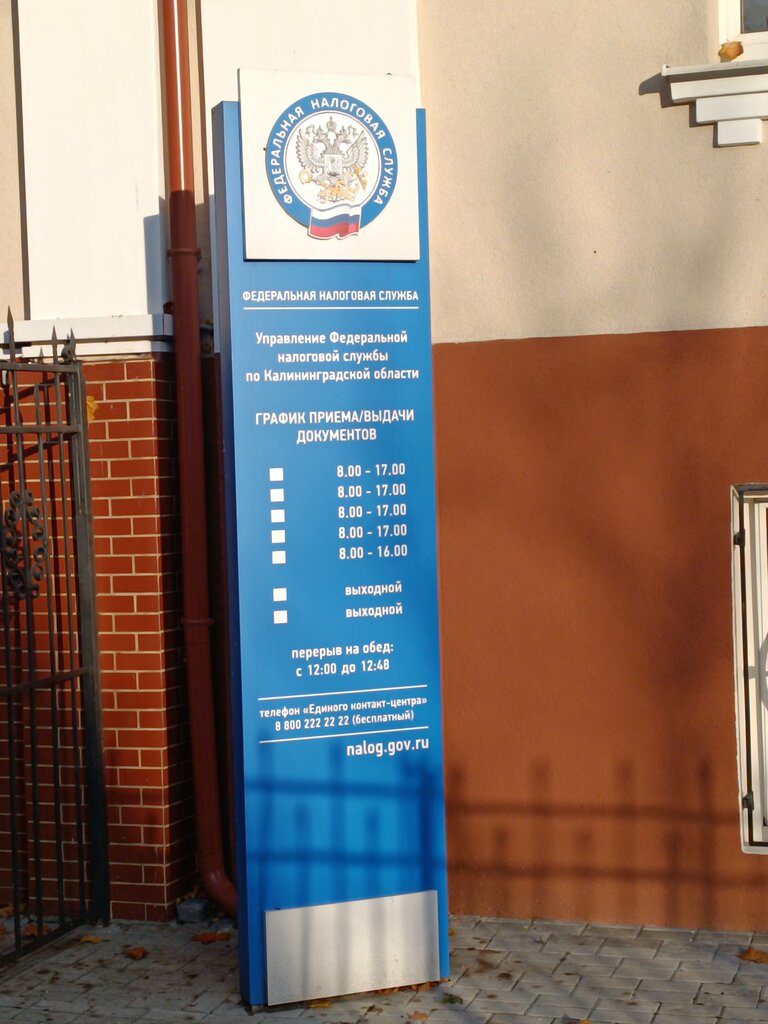 ФЕДЕРАЛЬНАЯ НАЛОГОВАЯ СЛУЖБА
ФЕДЕРАЛЬНАЯ НАЛОГОВАЯ СЛУЖБА
Управление Федеральной
налоговой службы
по Калининградской области
ГРАФИК ПРИЕМА/ВЫДАЧИ
ДОКУМЕНТОВ
8.00 - 17.00
8.00 - 17.00
8.00 - 17.00
8.00 - 17.00
8.00 - 16.00
выходной
выходной
перерыв на обед:
с 12:00 до 12:48
телефон «Единого контакт-центра»
8 800 222 22 22 (бесплатный)
nalog.gov.ru